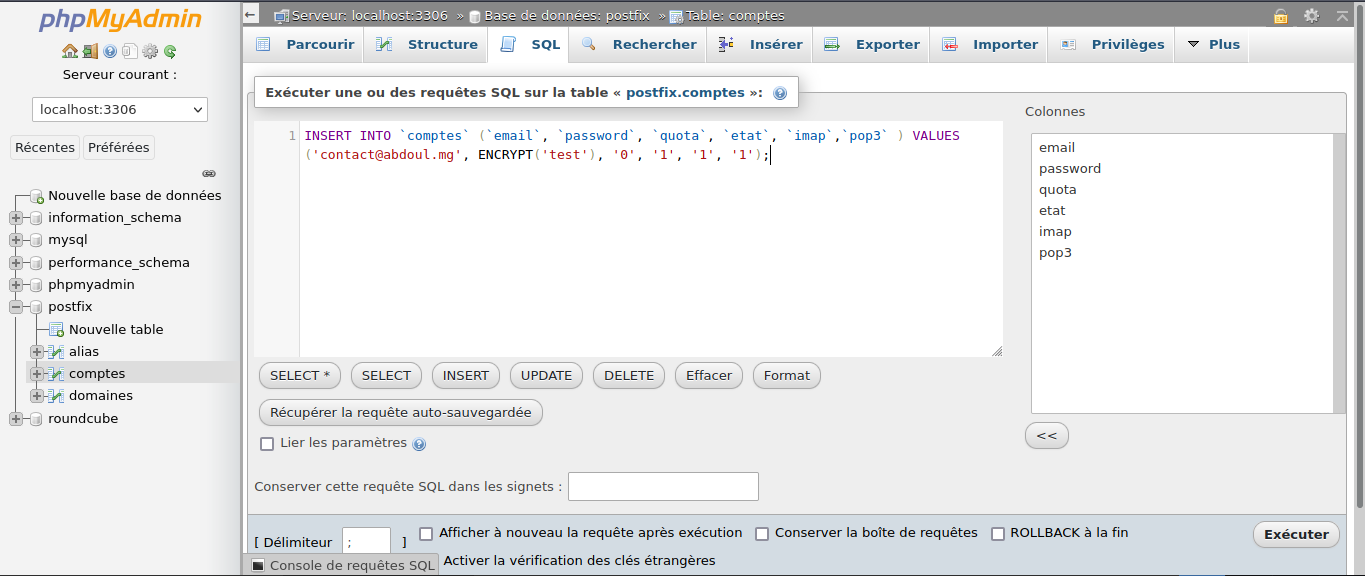 phpMyAdmin
Serveur courant :
localhost:3306
Récentes Préférées
Nouvelle base de données
information_schema
mysql
performance_schema
phpmyadmin
postfix
Nouvelle table
alias
comptes
domaines
roundcube
Serveur: localhost:3306 » Base de données: postfix » Table: comptes
Parcourir Structure SQL Rechercher Insérer Exporter Importer Privilèges Plus
Exécuter une ou des requêtes SQL sur la table « postfix.comptes »:
1 INSERT INTO `comptes` (`email`, `password`, `quota`, `etat`, `imap`,`pop3` ) VALUES
('contact@abdoul.mg', ENCRYPT('test'), '0', '1', '1', '1');
Colonnes
email
password
quota
etat
imap
pop3
<<
SELECT * SELECT INSERT UPDATE DELETE Effacer Format
Récupérer la requête auto-sauvegardée
Lier les paramètres
Conserver cette requête SQL dans les signets :
[ Délimiteur ; ] Afficher à nouveau la requête après exécution Conserver la boîte de requêtes ROLLBACK à la fin Exécuter
Activer la vérification des clés étrangères
Console de requêtes SQL